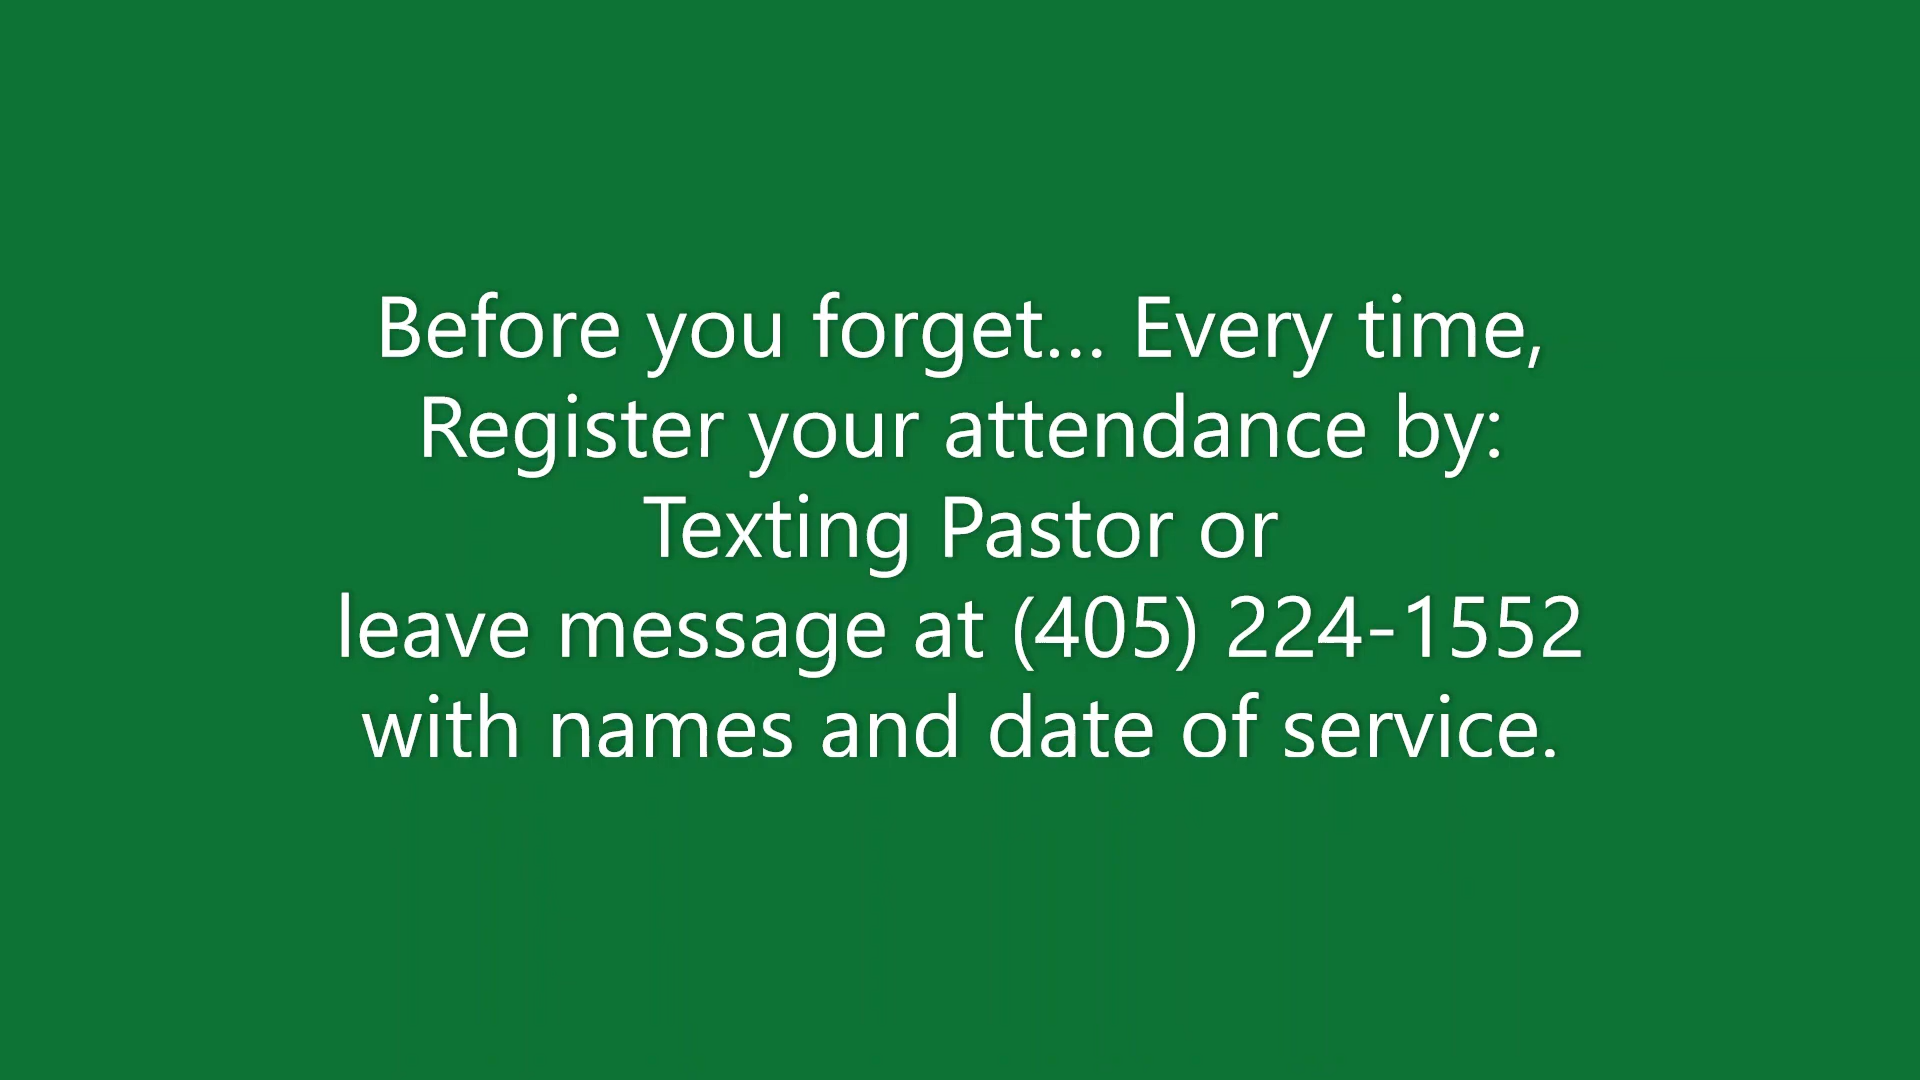 Before you forget... Every time,
Register your attendance by:
Texting Pastor or
leave message at (405) 224-1552
with names and date of service.